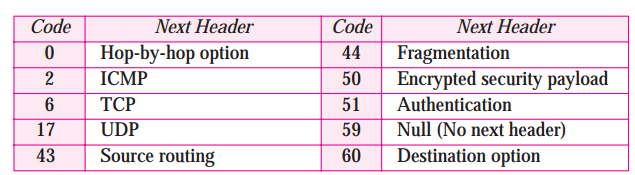 Code Next Header Code Next Header
0 Hop-by-hop option 44 Fragmentation
2 ICMP 50 Encrypted security payload
6 TCP 51 Authentication
17 UDP 59 Null (No next header)
43 Source routing 60 Destination option